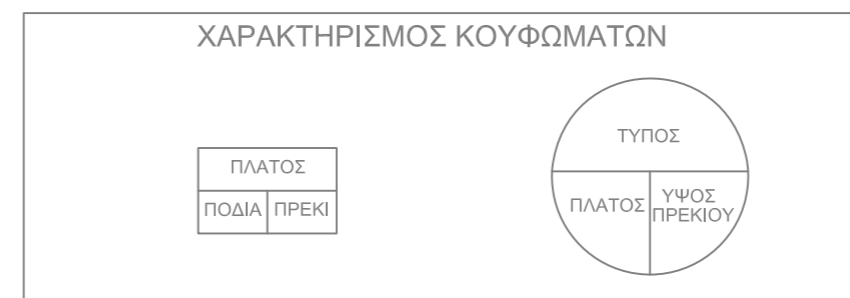 ΧΑΡΑΚΤΗΡΙΣΜΟΣ ΚΟΥΦΩΜΑΤΩΝ
ΠΛΑΤΟΣ
ΠΟΔΙΑ ΠΡΕΚΙ
ΤΥΠΟΣ
ΠΛΑΤΟΣ
ΥΨΟΣ
ΠΡΕΚΙΟΥ